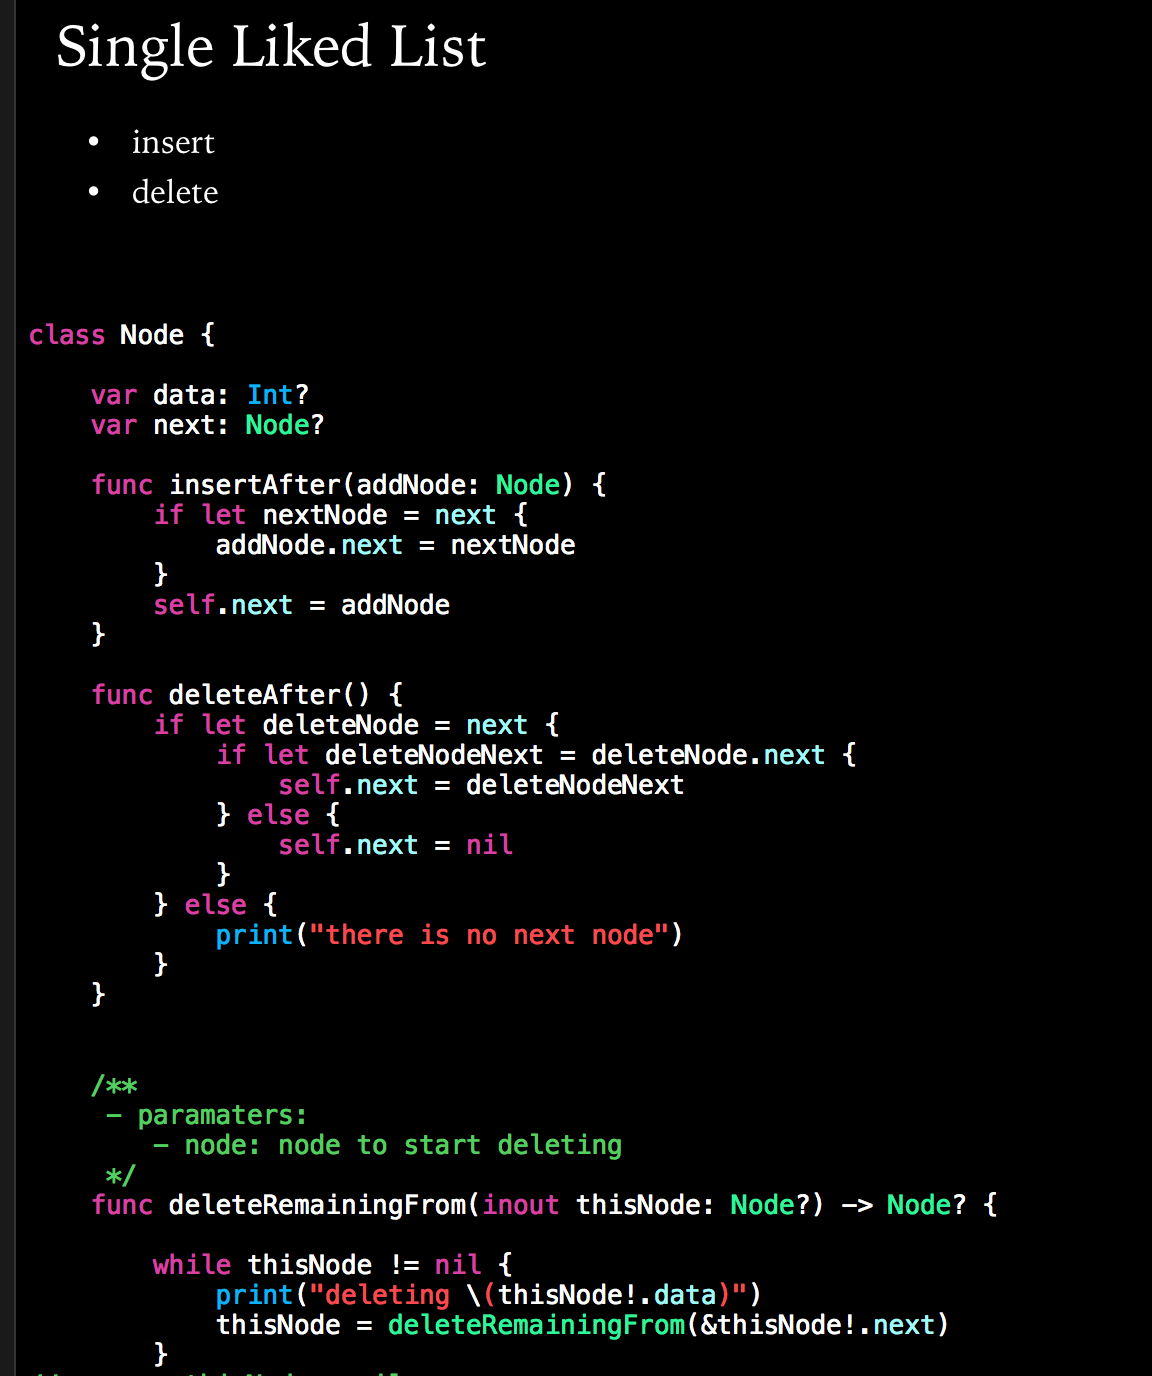 Single Liked List
• insert
• delete
class Node {
    var data: Int?
    var next: Node?
    func insertAfter(addNode: Node) {
        if let nextNode = next {
            addNode.next = nextNode
        }
        self.next = addNode
    }
    func deleteAfter() {
        if let deleteNode = next {
            if let deleteNodeNext = deleteNode.next {
                self.next = deleteNodeNext
            } else {
                self.next = nil
            }
        } else {
            print("there is no next node")
        }
    }
    /**
     - paramaters:
        - node: node to start deleting
     */
    func deleteRemainingFrom(inout thisNode: Node?) -> Node? {
        while thisNode != nil {
            print("deleting \(thisNode!.data)")
            thisNode = deleteRemainingFrom(&thisNode!.next)
        }